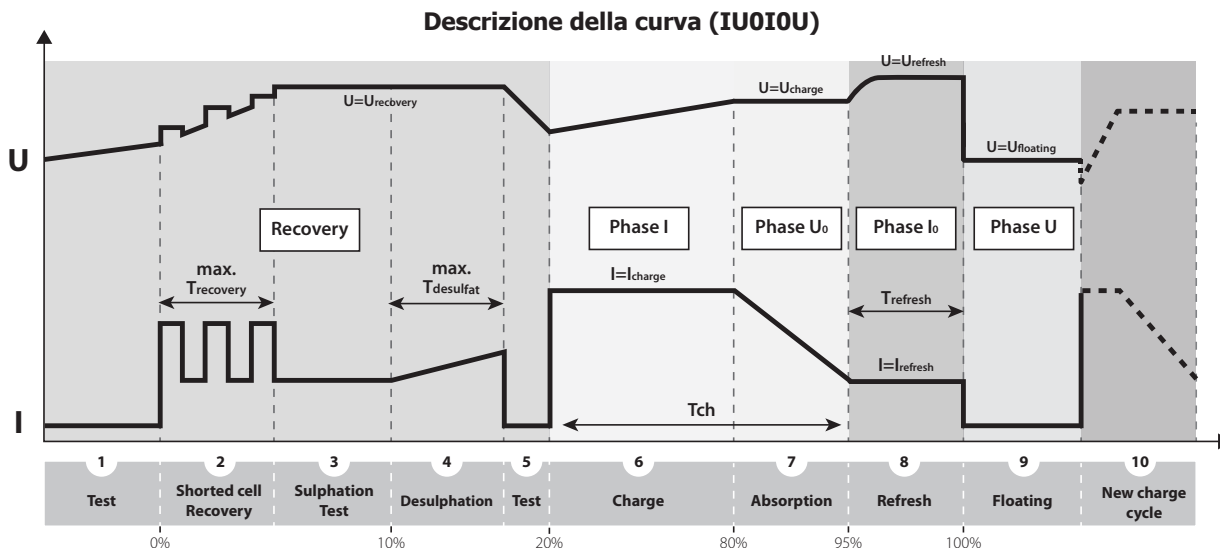 Descrizione della curva (IU0I0U)
U
U=Urecovery
U=Ucharge
U=Urefresh
U=Ufloating
Recovery
Phase I
Phase U0
Phase I0
Phase U
max.
Trecovery
max.
Tdesulfat
I=Icharge
Trefresh
I=Irefresh
Tch
I
1
2
3
4
5
6
7
8
9
10
Test
Shorted cell
Recovery
Sulphation
Test
Desulphation
Test
Charge
Absorption
Refresh
Floating
New charge
cycle
0%
10%
20%
80%
95%
100%